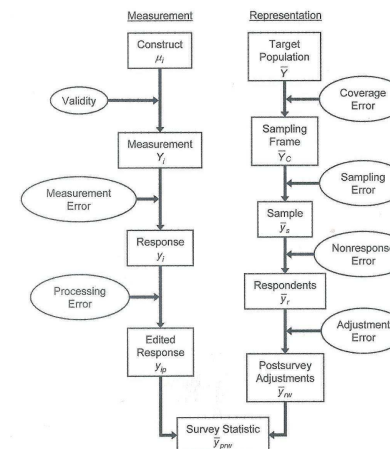 Measurement
Construct
μi
Validity
Measurement
Yi
Measurement
Error
Response
yi
Processing
Error
Edited
Response
yip
Representation
Target
Population
Ȳ
Coverage
Error
Sampling
Frame
ȲC
Sampling
Error
Sample
ȳs
Nonresponse
Error
Respondents
ȳr
Adjustment
Error
Postsurvey
Adjustments
ȳrw
Survey Statistic
ȳprw